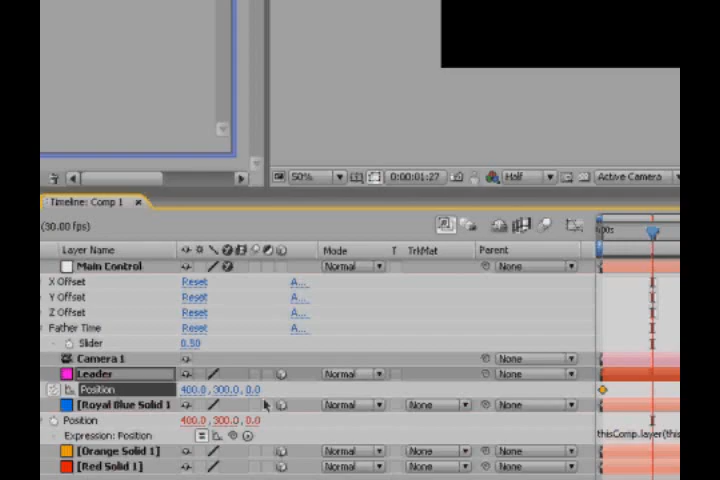 50% 0:00:01:27 Half Active Camera
Timeline: Comp 1 ×
(30.00 fps) :00s
Layer Name Mode T TrkMat Parent
Main Control Normal None
X Offset Reset A...
Y Offset Reset A...
Z Offset Reset A...
Father Time Reset A...
Slider 0.50
Camera 1 None
Leader Normal None
Position 400.0, 300.0, 0.0
[Royal Blue Solid 1 Normal None None
Position 400.0, 300.0, 0.0
Expression: Position thisComp.layer(this
[Orange Solid 1] Normal None None
[Red Solid 1] Normal None None